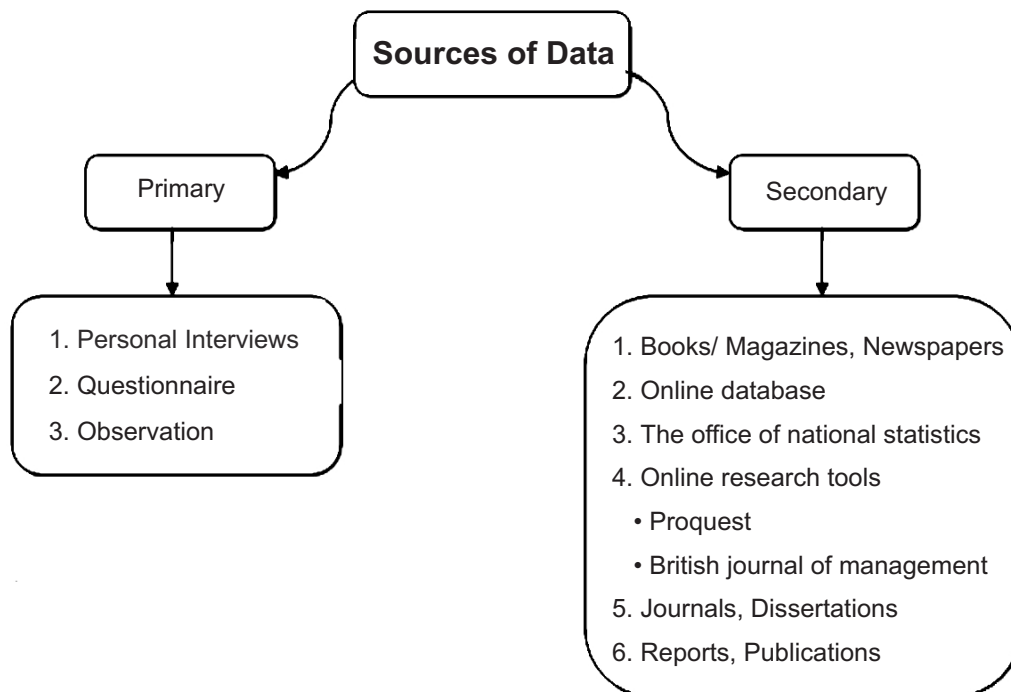 Sources of Data
Primary
Secondary
1. Personal Interviews
2. Questionnaire
3. Observation
1. Books/ Magazines, Newspapers
2. Online database
3. The office of national statistics
4. Online research tools
• Proquest
• British journal of management
5. Journals, Dissertations
6. Reports, Publications